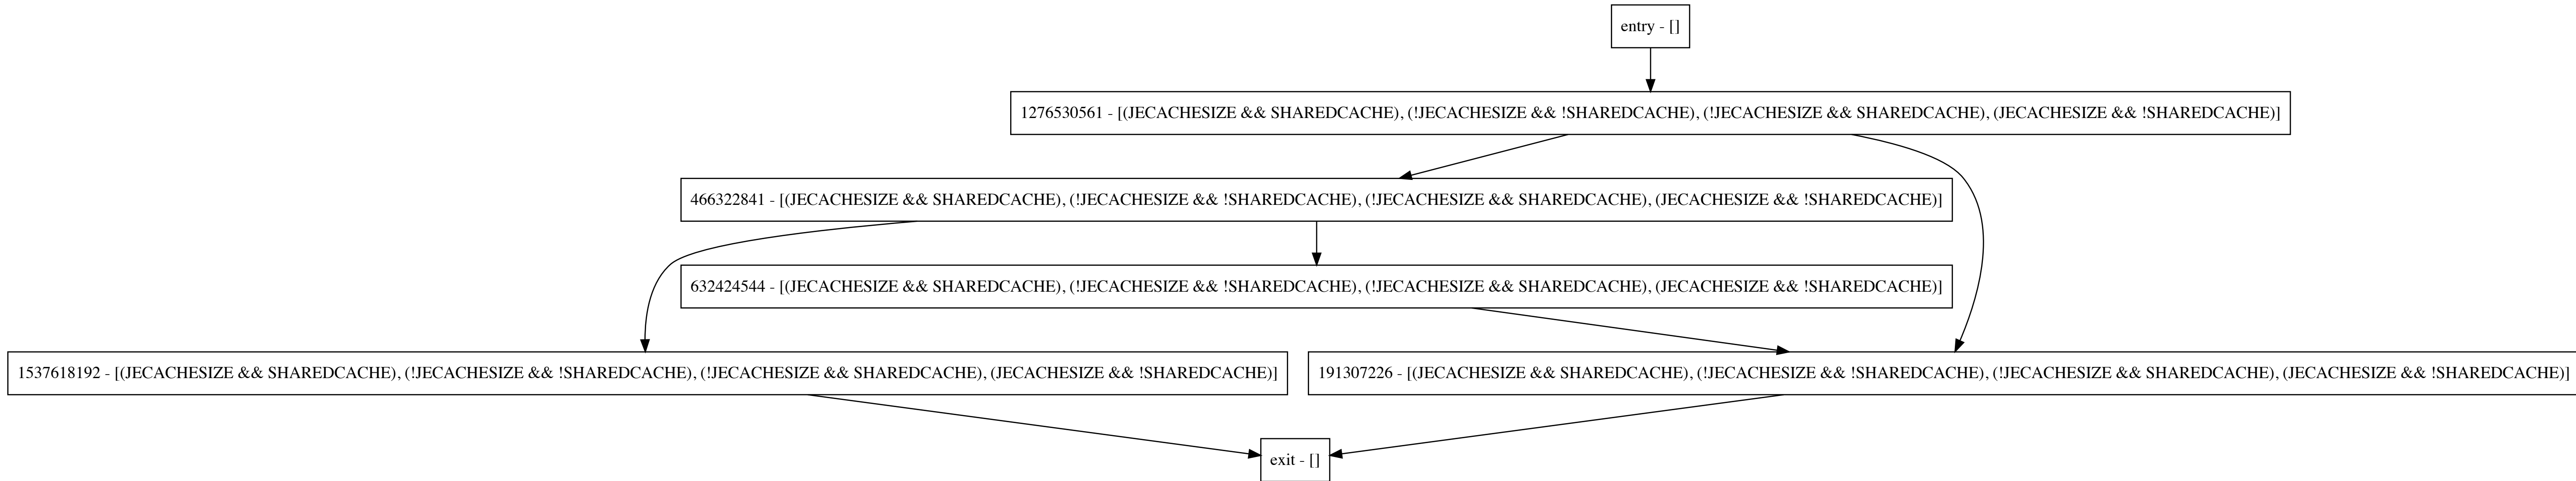 entry - []
1276530561 - [(JECACHESIZE && SHAREDCACHE), (!JECACHESIZE && !SHAREDCACHE), (!JECACHESIZE && SHAREDCACHE), (JECACHESIZE && !SHAREDCACHE)]
466322841 - [(JECACHESIZE && SHAREDCACHE), (!JECACHESIZE && !SHAREDCACHE), (!JECACHESIZE && SHAREDCACHE), (JECACHESIZE && !SHAREDCACHE)]
632424544 - [(JECACHESIZE && SHAREDCACHE), (!JECACHESIZE && !SHAREDCACHE), (!JECACHESIZE && SHAREDCACHE), (JECACHESIZE && !SHAREDCACHE)]
1537618192 - [(JECACHESIZE && SHAREDCACHE), (!JECACHESIZE && !SHAREDCACHE), (!JECACHESIZE && SHAREDCACHE), (JECACHESIZE && !SHAREDCACHE)]
191307226 - [(JECACHESIZE && SHAREDCACHE), (!JECACHESIZE && !SHAREDCACHE), (!JECACHESIZE && SHAREDCACHE), (JECACHESIZE && !SHAREDCACHE)]
exit - []